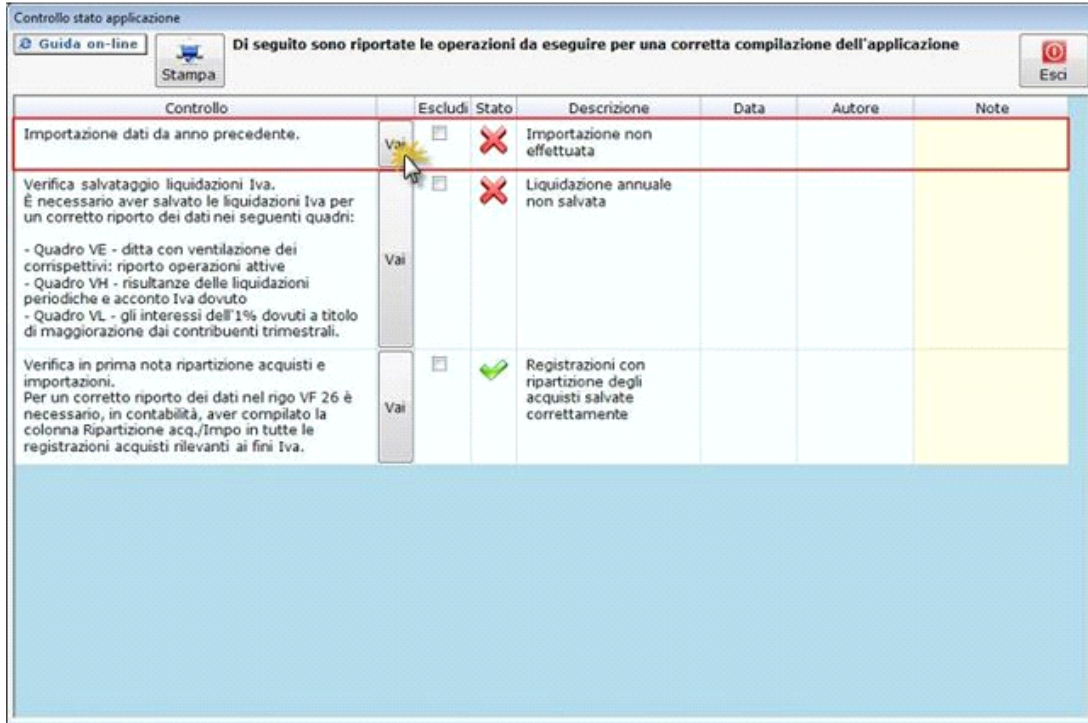 Controllo stato applicazione
Guida on-line
Di seguito sono riportate le operazioni da eseguire per una corretta compilazione dell'applicazione
Stampa
Esci
Controllo Escludi Stato Descrizione Data Autore Note
Importazione dati da anno precedente.
Vai
Importazione non
effettuata
Verifica salvataggio liquidazioni Iva.
È necessario aver salvato le liquidazioni Iva per
un corretto riporto dei dati nei seguenti quadri:
- Quadro VE - ditta con ventilazione dei
corrispettivi: riporto operazioni attive
- Quadro VH - risultanze delle liquidazioni
periodiche e acconto Iva dovuto
- Quadro VL - gli interessi dell'1% dovuti a titolo
di maggiorazione dai contribuenti trimestrali.
Vai
Liquidazione annuale
non salvata
Verifica in prima nota ripartizione acquisti e
importazioni.
Per un corretto riporto dei dati nel rigo VF 26 è
necessario, in contabilità, aver compilato la
colonna Ripartizione acq./Impo in tutte le
registrazioni acquisti rilevanti ai fini Iva.
Vai
Registrazioni con
ripartizione degli
acquisti salvate
correttamente